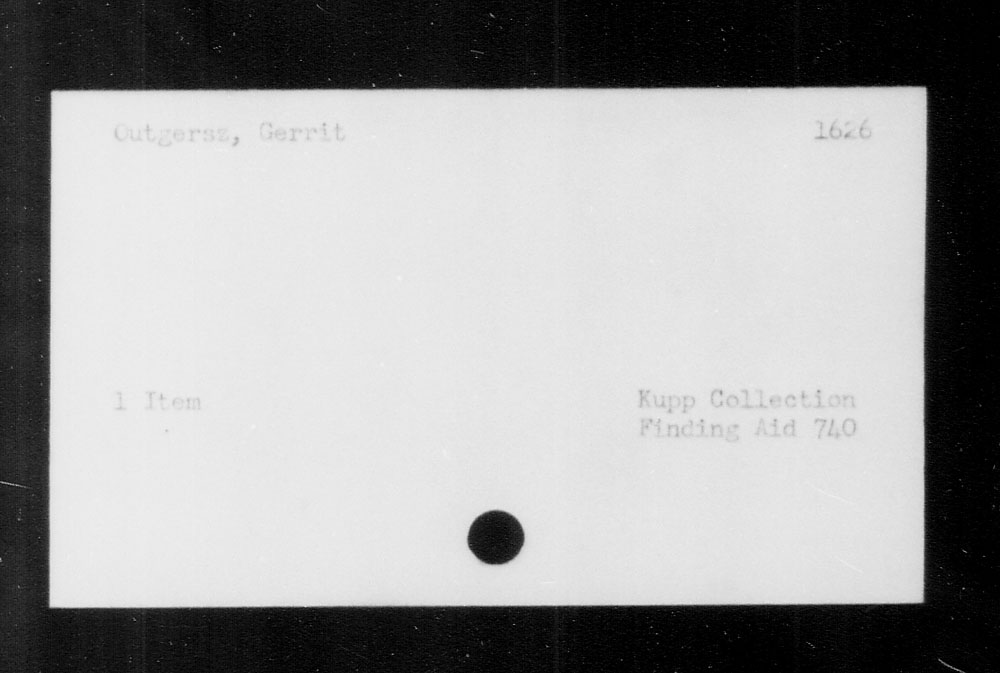 Outgersz, Gerrit 1626
1 Item Kupp Collection
Finding Aid 740